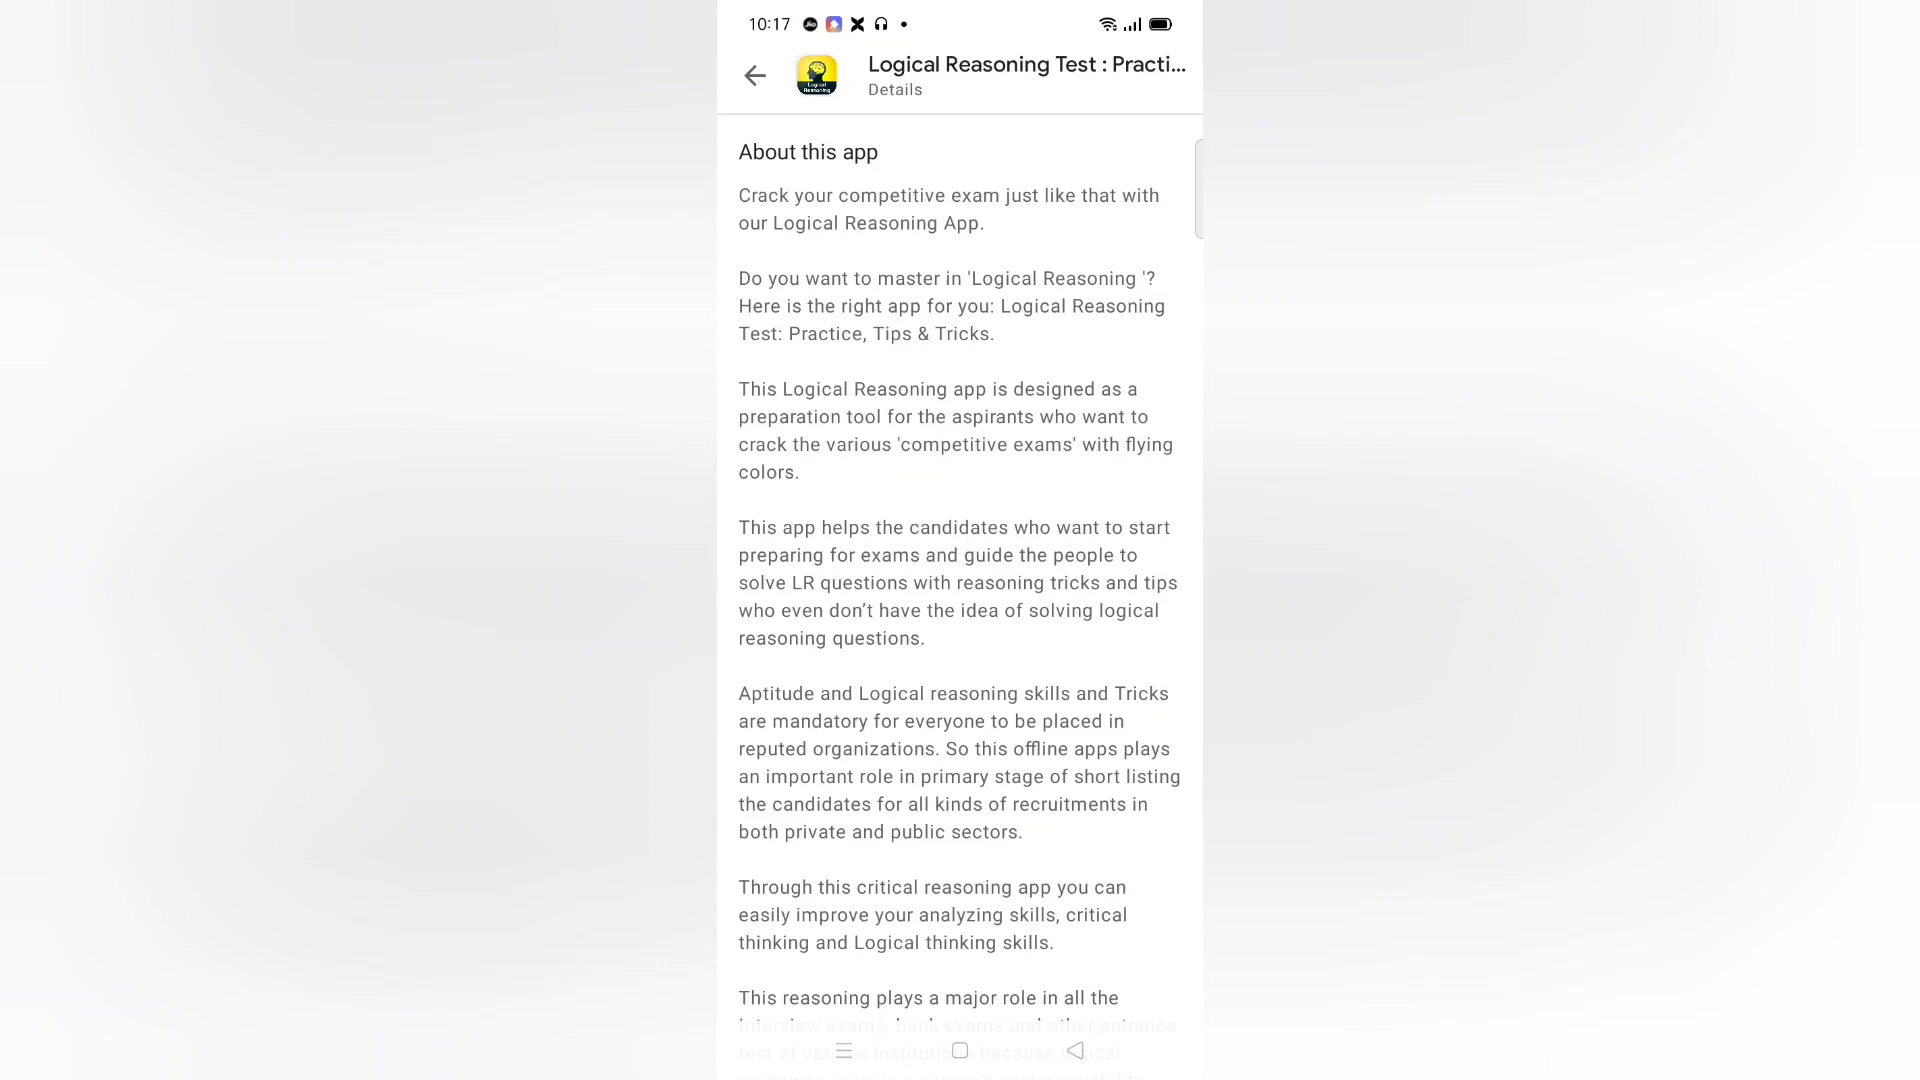 10:17
Logical Reasoning Test : Practi...
Details
Logical
Reasoning
About this app
Crack your competitive exam just like that with
our Logical Reasoning App.
Do you want to master in 'Logical Reasoning '?
Here is the right app for you: Logical Reasoning
Test: Practice, Tips & Tricks.
This Logical Reasoning app is designed as a
preparation tool for the aspirants who want to
crack the various 'competitive exams' with flying
colors.
This app helps the candidates who want to start
preparing for exams and guide the people to
solve LR questions with reasoning tricks and tips
who even don’t have the idea of solving logical
reasoning questions.
Aptitude and Logical reasoning skills and Tricks
are mandatory for everyone to be placed in
reputed organizations. So this offline apps plays
an important role in primary stage of short listing
the candidates for all kinds of recruitments in
both private and public sectors.
Through this critical reasoning app you can
easily improve your analyzing skills, critical
thinking and Logical thinking skills.
This reasoning plays a major role in all the
interview exams, bank exams and other entrance
test of various institutions because logical